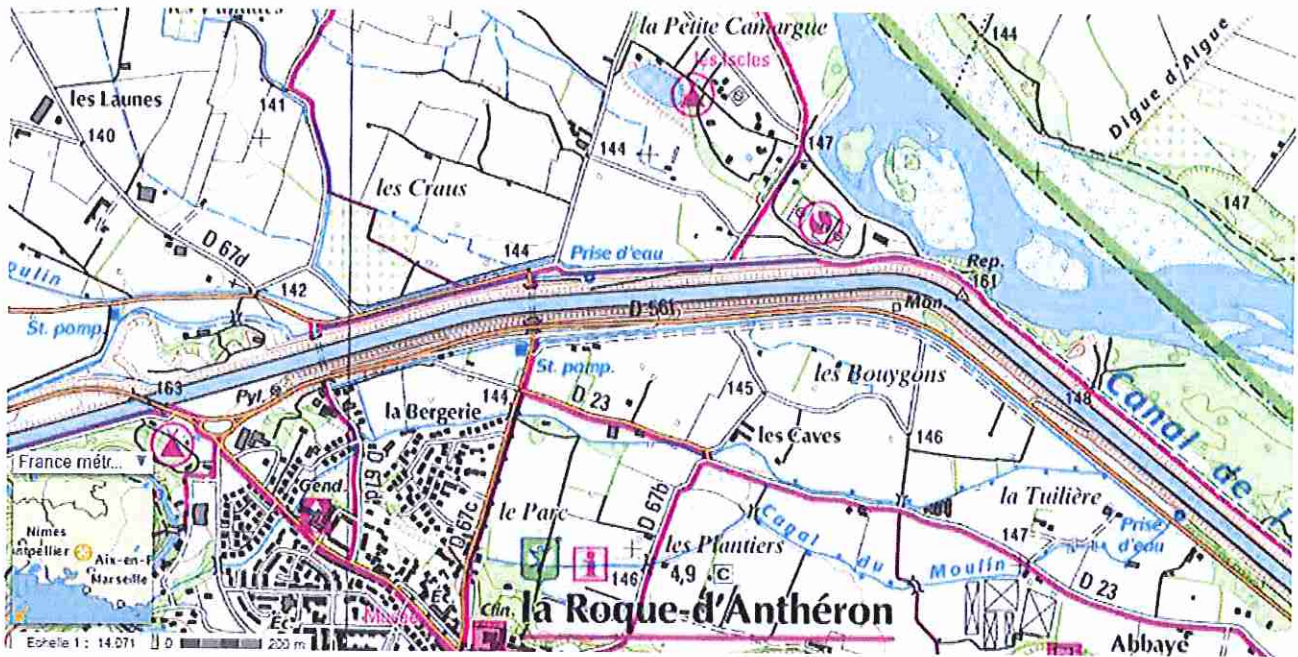 la Petite Camargue
les Iscles
144
Digue d'Aigue
les Launes
141
140
144
147
les Craus
147
D 67d
144
Prise d'eau
Rep.
161
142
St. pomp.
D 561
Mon.
St. pomp.
163
Pyl.
la Bergerie
144
D 23
145
les Bouygons
148
Canal de
les Caves
146
France métr...
Gend.
D 67d
D 67c
le Parc
D 67b
la Tuilière
Prise d'eau
Nîmes
Aix-en-P
Marseille
les Plantiers
Canal du Moulin
147
146
4,9
C
D 23
la Roque-d'Anthéron
Éc.
Mairie
É
Clin.
Abbaye
Echelle 1 : 14.071
0
200 m